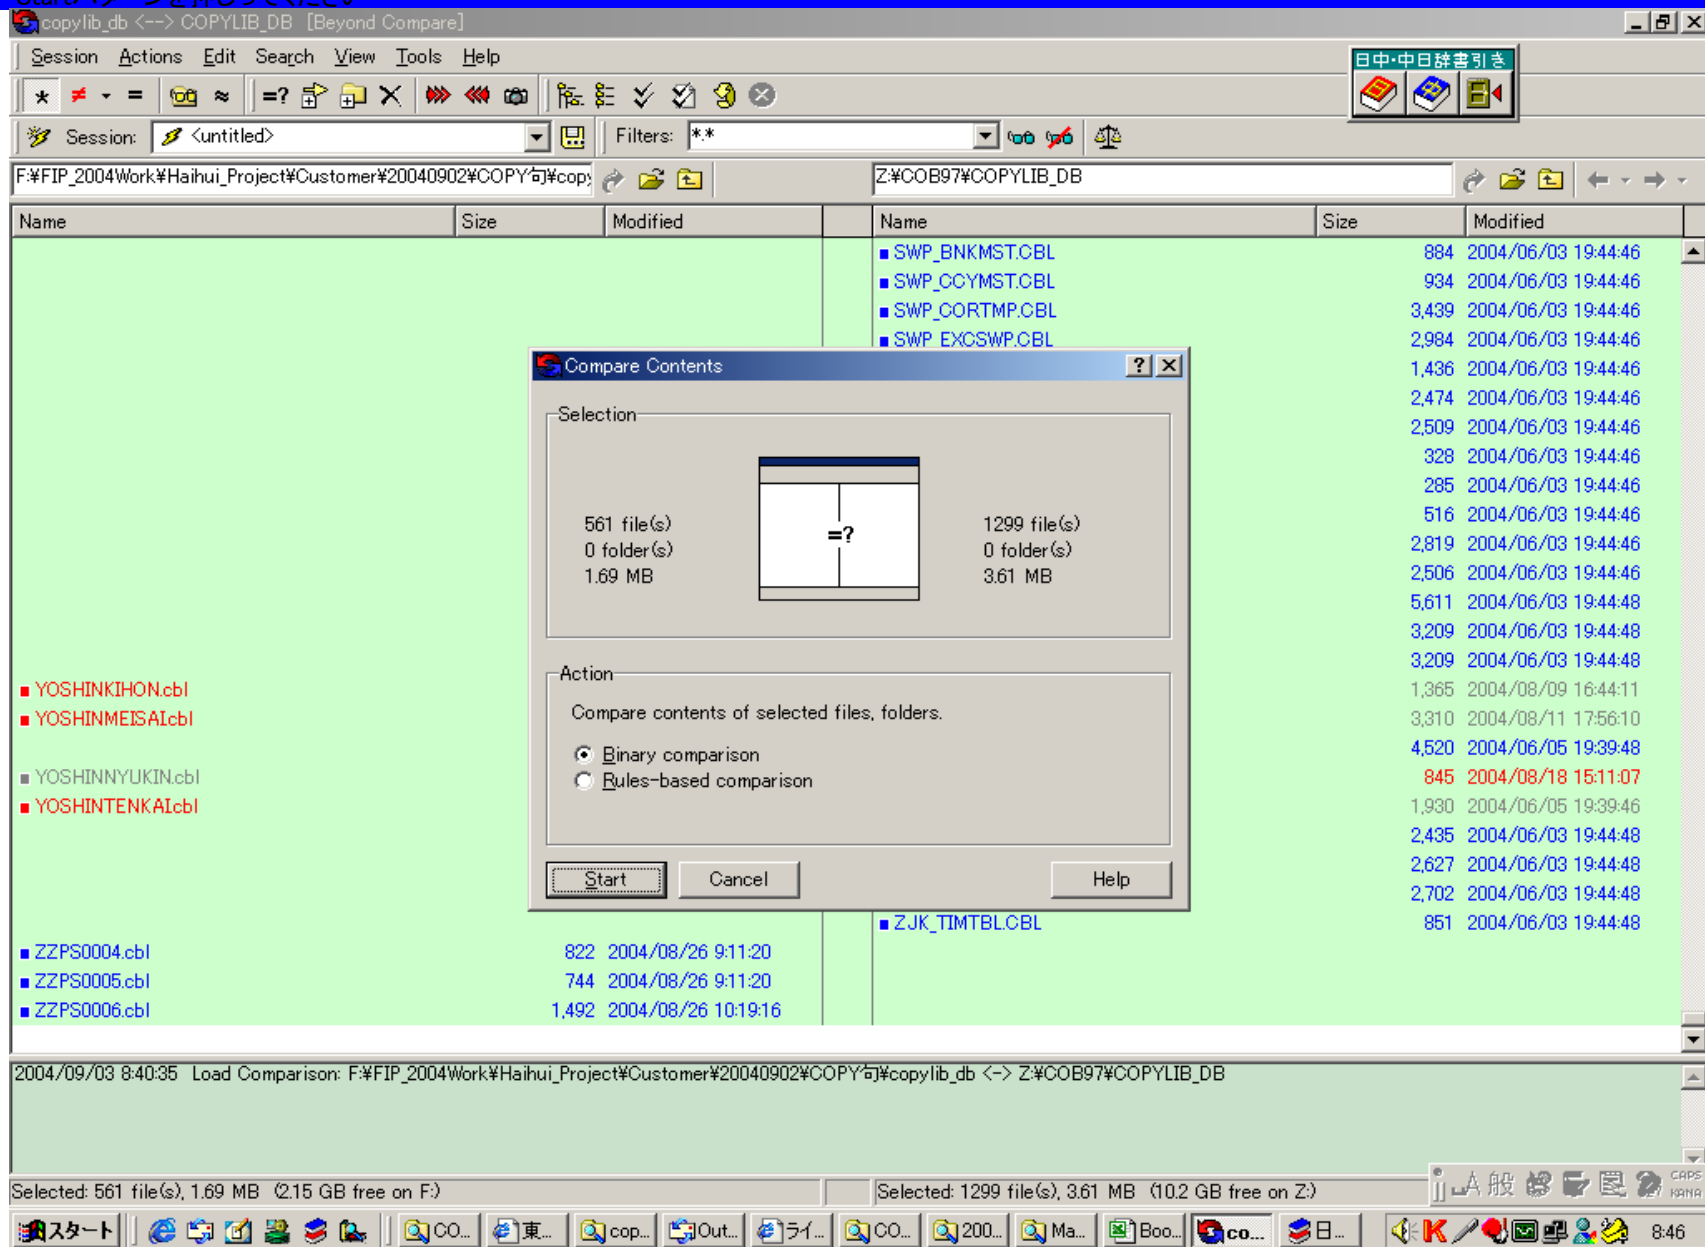 copylib_db <--> COPYLIB_DB [Beyond Compare]
Session Actions Edit Search View Tools Help
日中・中日辞書引き
Session: <untitled>
Filters: *.*
F:¥FIP_2004Work¥Haihui_Project¥Customer¥20040902¥COPY句¥copy
Z:¥COB97¥COPYLIB_DB
Name Size Modified Name Size Modified
SWP_BNKMST.CBL 884 2004/06/03 19:44:46
SWP_CCYMST.CBL 934 2004/06/03 19:44:46
SWP_CORTMP.CBL 3,439 2004/06/03 19:44:46
SWP_EXCSWP.CBL 2,984 2004/06/03 19:44:46
1,436 2004/06/03 19:44:46
2,474 2004/06/03 19:44:46
2,509 2004/06/03 19:44:46
328 2004/06/03 19:44:46
285 2004/06/03 19:44:46
516 2004/06/03 19:44:46
2,819 2004/06/03 19:44:46
2,506 2004/06/03 19:44:46
5,611 2004/06/03 19:44:48
3,209 2004/06/03 19:44:48
3,209 2004/06/03 19:44:48
YOSHINKIHON.cbl 1,365 2004/08/09 16:44:11
YOSHINMEISAI.cbl 3,310 2004/08/11 17:56:10
4,520 2004/06/05 19:39:48
YOSHINNYUKIN.cbl 845 2004/08/18 15:11:07
YOSHINTENKAI.cbl 1,930 2004/06/05 19:39:46
2,435 2004/06/03 19:44:48
2,627 2004/06/03 19:44:48
2,702 2004/06/03 19:44:48
ZJK_TIMTBL.CBL 851 2004/06/03 19:44:48
ZZPS0004.cbl 822 2004/08/26 9:11:20
ZZPS0005.cbl 744 2004/08/26 9:11:20
ZZPS0006.cbl 1,492 2004/08/26 10:19:16
Compare Contents
Selection
561 file(s)
0 folder(s)
1.69 MB
=?
1299 file(s)
0 folder(s)
3.61 MB
Action
Compare contents of selected files, folders.
Binary comparison
Rules-based comparison
Start Cancel Help
2004/09/03 8:40:35 Load Comparison: F:¥FIP_2004Work¥Haihui_Project¥Customer¥20040902¥COPY句¥copylib_db <-> Z:¥COB97¥COPYLIB_DB
Selected: 561 file(s), 1.69 MB (2.15 GB free on F:)
Selected: 1299 file(s), 3.61 MB (10.2 GB free on Z:)
A般
CAPS
KANA
スタート CO... 東... cop... Out... ライ... CO... 200... Ma... Boo... co... 日... 8:46